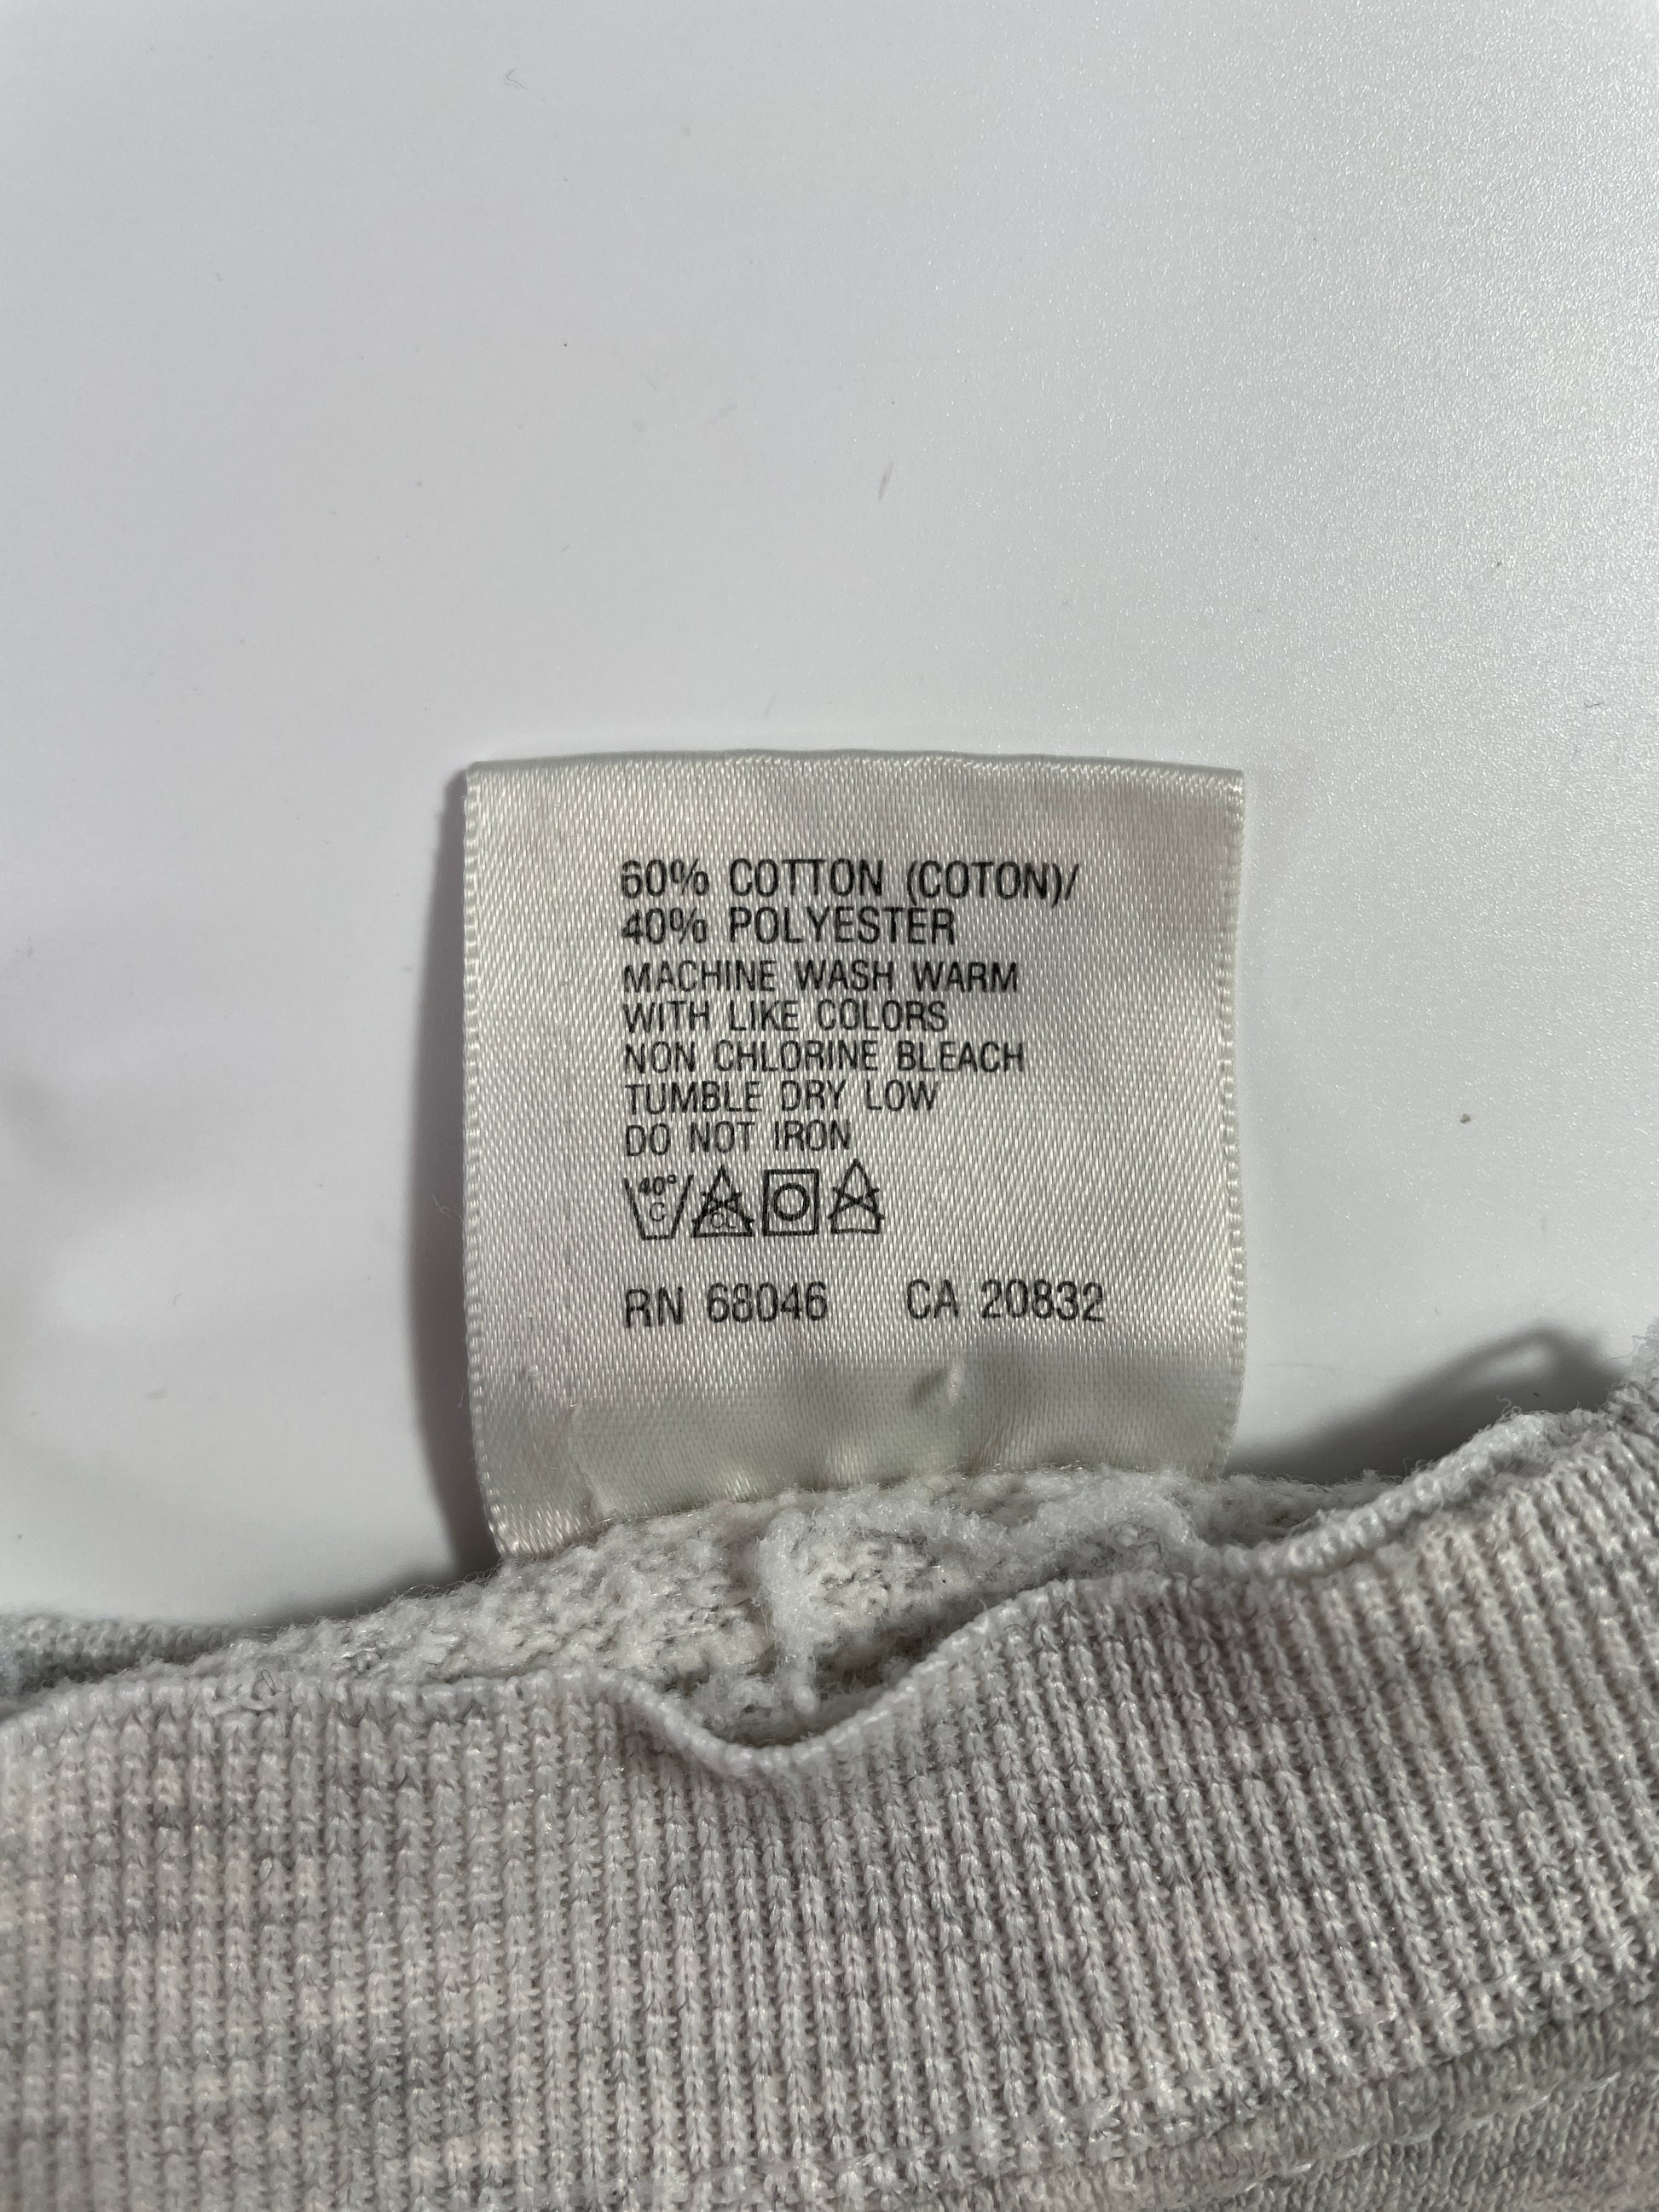 60% COTTON (COTON)/
40% POLYESTER
MACHINE WASH WARM
WITH LIKE COLORS
NON CHLORINE BLEACH
TUMBLE DRY LOW
DO NOT IRON
40°
C CL
RN 68046 CA 20832